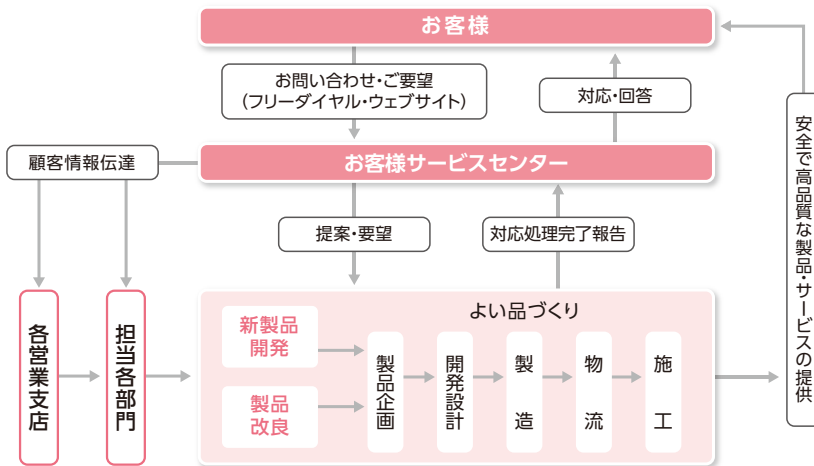 お客様
お問い合わせ・ご要望
（フリーダイヤル・ウェブサイト）
対応・回答
顧客情報伝達
お客様サービスセンター
提案・要望
対応処理完了報告
安全で高品質な製品・サービスの提供
各営業支店
担当各部門
よい品づくり
新製品
開発
製品
改良
製品企画
開発設計
製造
物流
施工